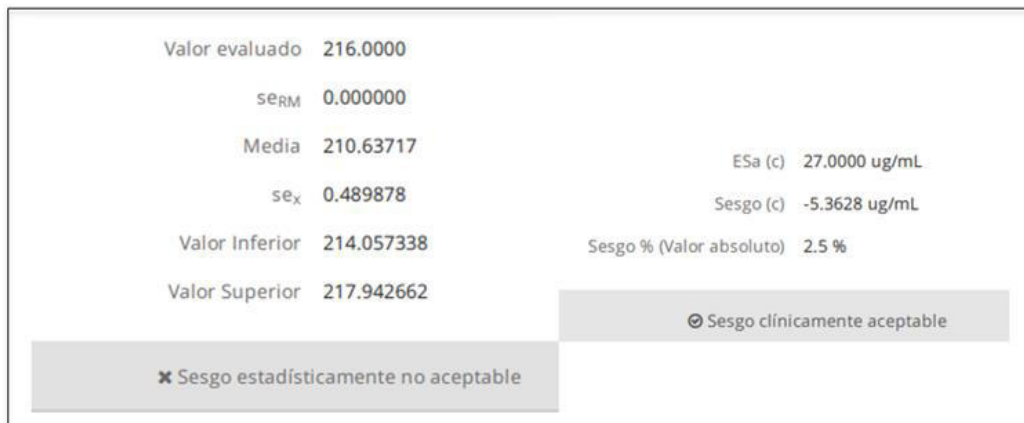 Valor evaluado 216.0000
seRM 0.000000
Media 210.63717
sex 0.489878
Valor Inferior 214.057338
Valor Superior 217.942662
✖ Sesgo estadísticamente no aceptable
ESa (c) 27.0000 ug/mL
Sesgo (c) -5.3628 ug/mL
Sesgo % (Valor absoluto) 2.5 %
Sesgo clínicamente aceptable